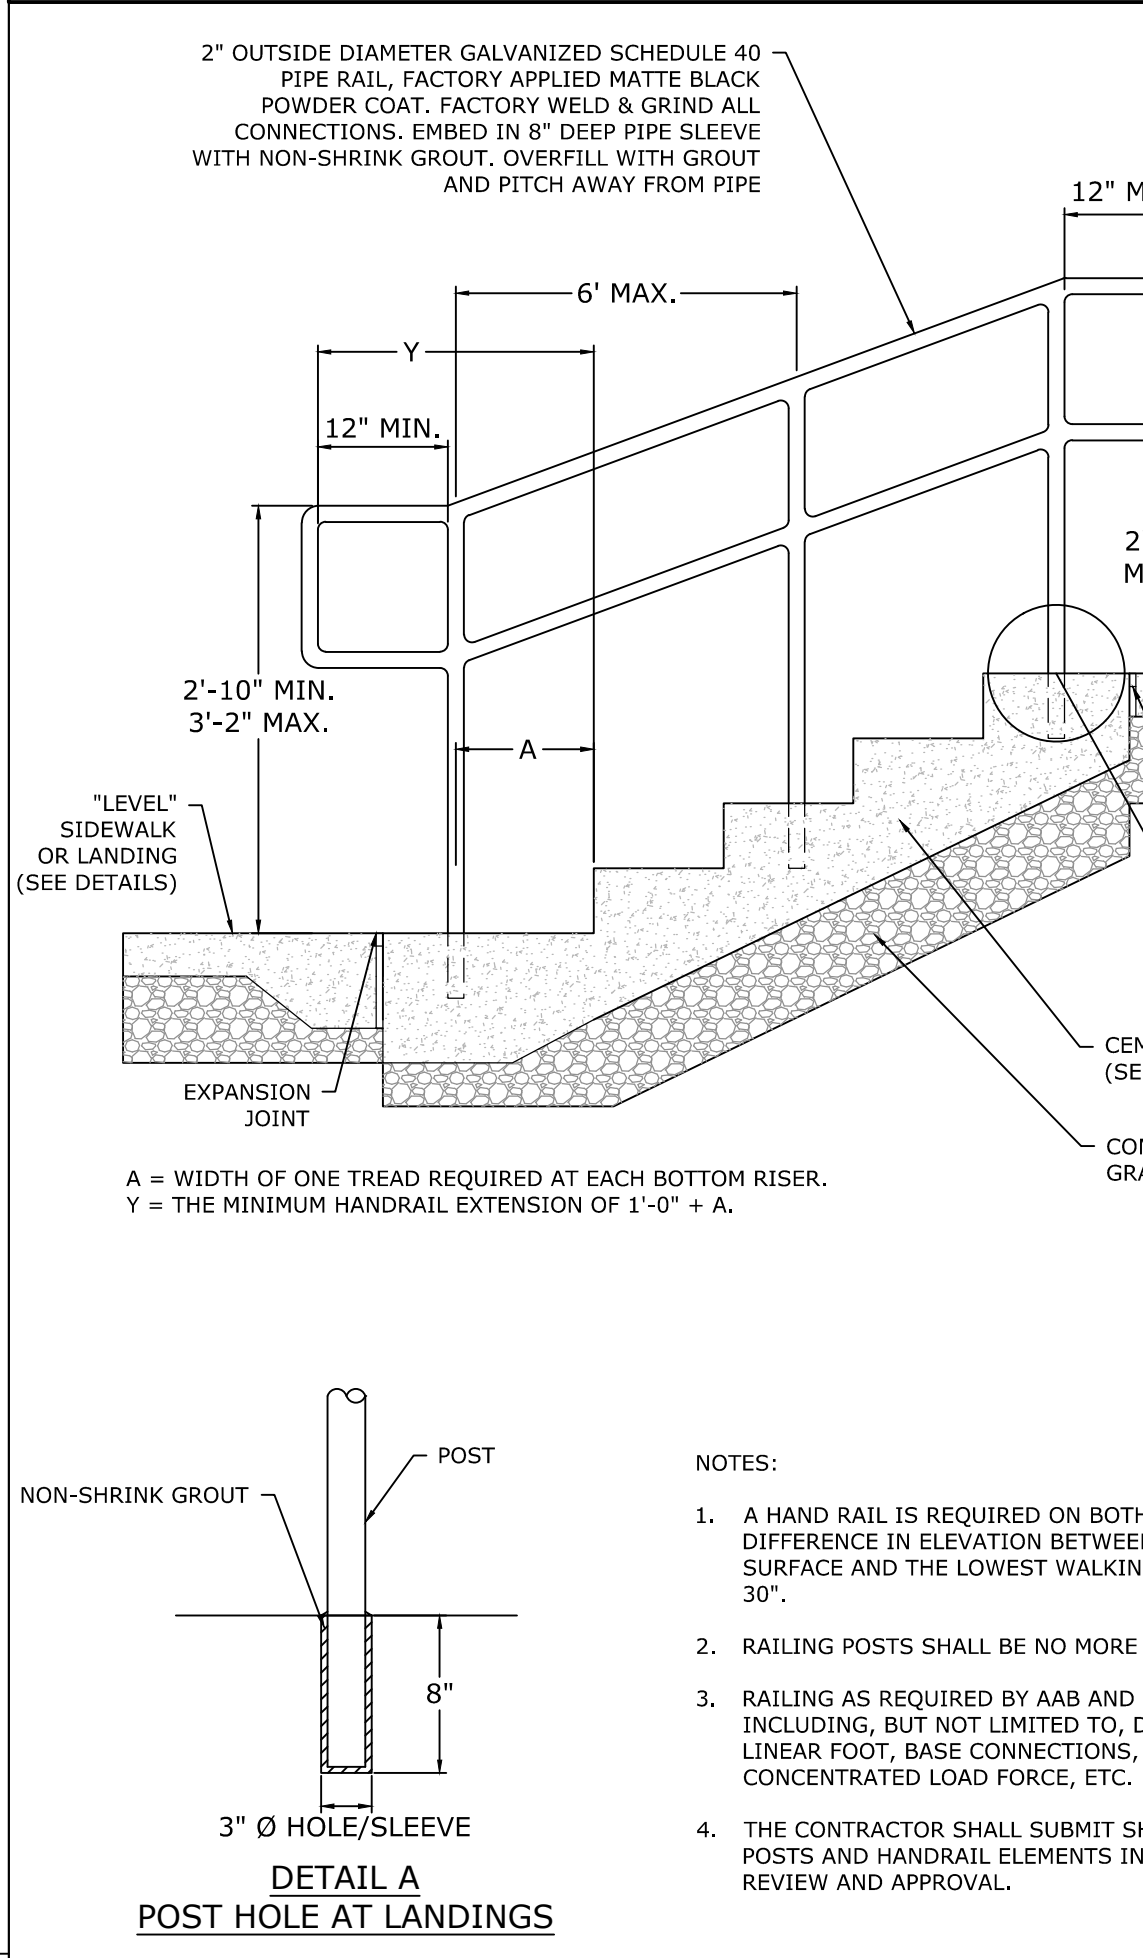 2" OUTSIDE DIAMETER GALVANIZED SCHEDULE 40
PIPE RAIL, FACTORY APPLIED MATTE BLACK
POWDER COAT. FACTORY WELD & GRIND ALL
CONNECTIONS. EMBED IN 8" DEEP PIPE SLEEVE
WITH NON-SHRINK GROUT. OVERFILL WITH GROUT
AND PITCH AWAY FROM PIPE
12" M
6' MAX.
Y
12" MIN.
2
M
2'-10" MIN.
3'-2" MAX.
A
"LEVEL"
SIDEWALK
OR LANDING
(SEE DETAILS)
CEM
(SE
EXPANSION
JOINT
CON
GRA
A = WIDTH OF ONE TREAD REQUIRED AT EACH BOTTOM RISER.
Y = THE MINIMUM HANDRAIL EXTENSION OF 1'-0" + A.
POST
NON-SHRINK GROUT
8"
3" Ø HOLE/SLEEVE
DETAIL A
POST HOLE AT LANDINGS
NOTES:
1. A HAND RAIL IS REQUIRED ON BOTH
DIFFERENCE IN ELEVATION BETWEEN
SURFACE AND THE LOWEST WALKIN
30".
2. RAILING POSTS SHALL BE NO MORE
3. RAILING AS REQUIRED BY AAB AND
INCLUDING, BUT NOT LIMITED TO, D
LINEAR FOOT, BASE CONNECTIONS,
CONCENTRATED LOAD FORCE, ETC.
4. THE CONTRACTOR SHALL SUBMIT SH
POSTS AND HANDRAIL ELEMENTS IN
REVIEW AND APPROVAL.